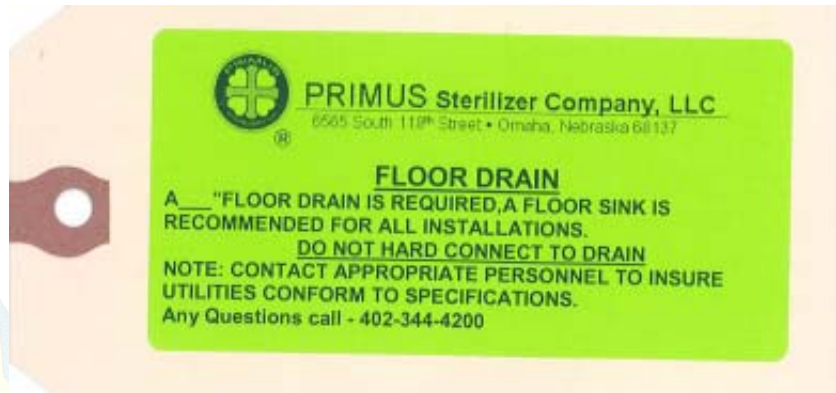 PRIMUS Sterilizer Company, LLC
6565 South 118th Street • Omaha, Nebraska 68137
®
FLOOR DRAIN
A___"FLOOR DRAIN IS REQUIRED,A FLOOR SINK IS
RECOMMENDED FOR ALL INSTALLATIONS.
DO NOT HARD CONNECT TO DRAIN
NOTE: CONTACT APPROPRIATE PERSONNEL TO INSURE
UTILITIES CONFORM TO SPECIFICATIONS.
Any Questions call - 402-344-4200